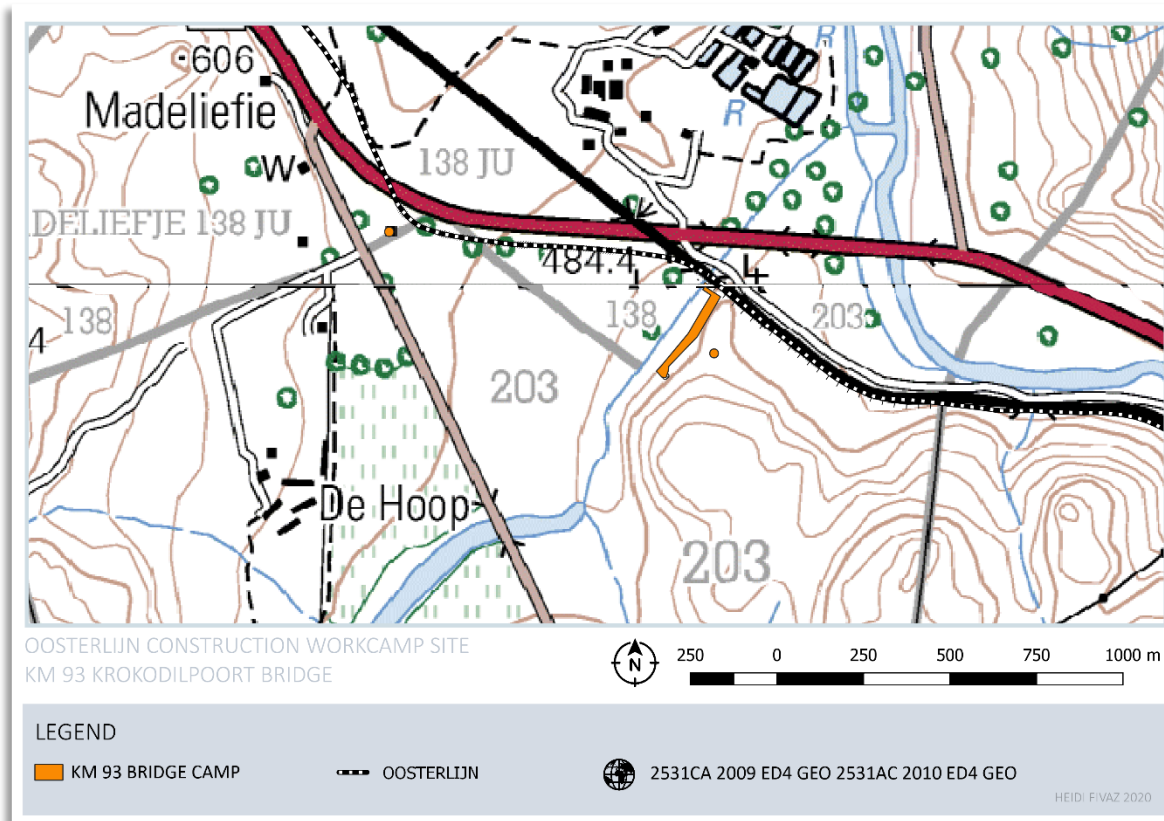 606
Madeliefie
R
R
W
138 JU
DELIEFJE 138 JU
484.4
138
138
203
4
203
De Hoop
203
OOSTERLIJN CONSTRUCTION WORKCAMP SITE
KM 93 KROKODILPOORT BRIDGE
N
250 0 250 500 750 1000 m
LEGEND
KM 93 BRIDGE CAMP
OOSTERLIJN
2531CA 2009 ED4 GEO 2531AC 2010 ED4 GEO
HEIDI FIVAZ 2020